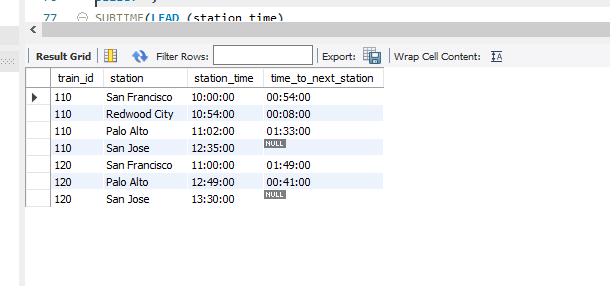 77 SUBTIME(LEAD (station_time)
Result Grid Filter Rows: Export: Wrap Cell Content:
train_id station station_time time_to_next_station
110 San Francisco 10:00:00 00:54:00
110 Redwood City 10:54:00 00:08:00
110 Palo Alto 11:02:00 01:33:00
110 San Jose 12:35:00 NULL
120 San Francisco 11:00:00 01:49:00
120 Palo Alto 12:49:00 00:41:00
120 San Jose 13:30:00 NULL